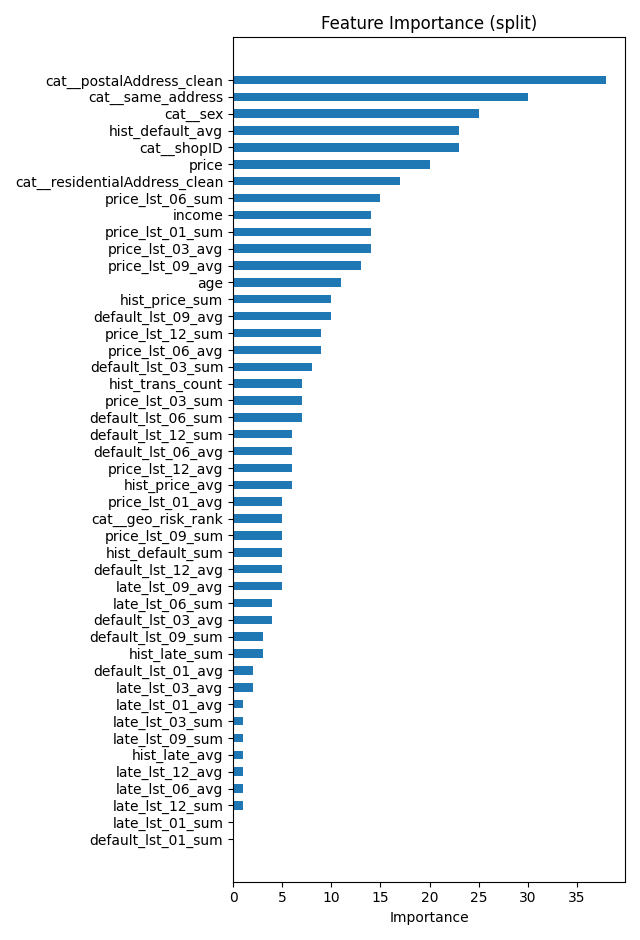 Feature Importance (split)
cat__postalAddress_clean
cat__same_address
cat__sex
hist_default_avg
cat__shopID
price
cat__residentialAddress_clean
price_lst_06_sum
income
price_lst_01_sum
price_lst_03_avg
price_lst_09_avg
age
hist_price_sum
default_lst_09_avg
price_lst_12_sum
price_lst_06_avg
default_lst_03_sum
hist_trans_count
price_lst_03_sum
default_lst_06_sum
default_lst_12_sum
default_lst_06_avg
price_lst_12_avg
hist_price_avg
price_lst_01_avg
cat__geo_risk_rank
price_lst_09_sum
hist_default_sum
default_lst_12_avg
late_lst_09_avg
late_lst_06_sum
default_lst_03_avg
default_lst_09_sum
hist_late_sum
default_lst_01_avg
late_lst_03_avg
late_lst_01_avg
late_lst_03_sum
late_lst_09_sum
hist_late_avg
late_lst_12_avg
late_lst_06_avg
late_lst_12_sum
late_lst_01_sum
default_lst_01_sum
0 5 10 15 20 25 30 35
Importance